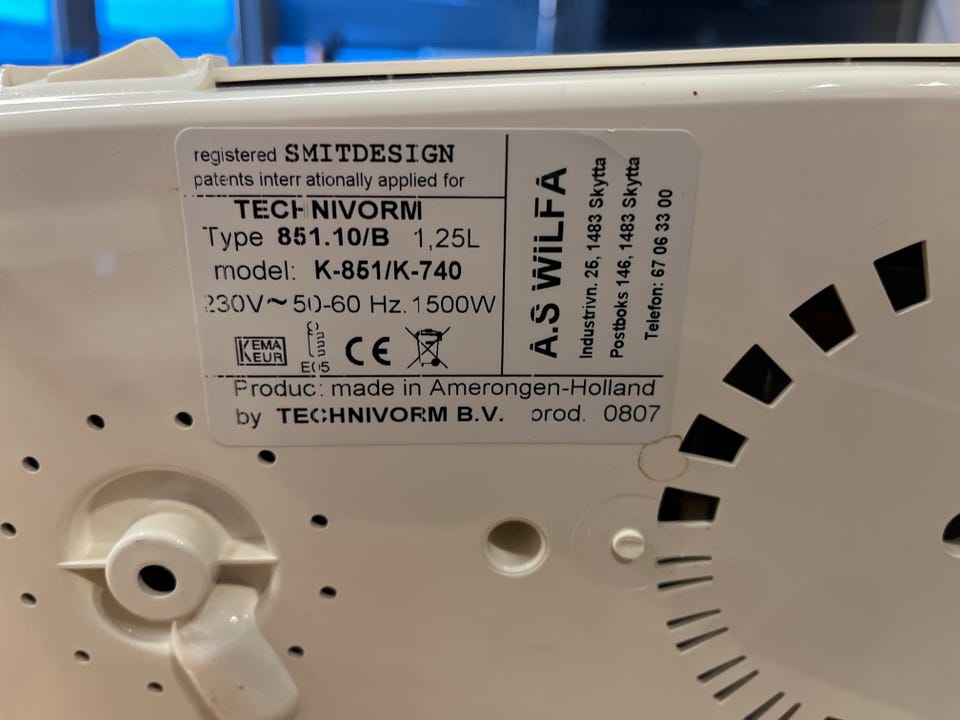 registered SMITDESIGN
patents internationally applied for
TECHNIVORM
Type 851.10/B 1,25L
model: K-851/K-740
230V~ 50-60 Hz. 1500W
KEMA
KEUR
CE
E05
A.S WILFA
Industrivn. 25, 1483 Skytta
Postboks 146, 1483 Skytta
Telefon: 67 06 33 00
Product made in Amerongen-Holland
by TECHNIVORM B.V. prod. 0807